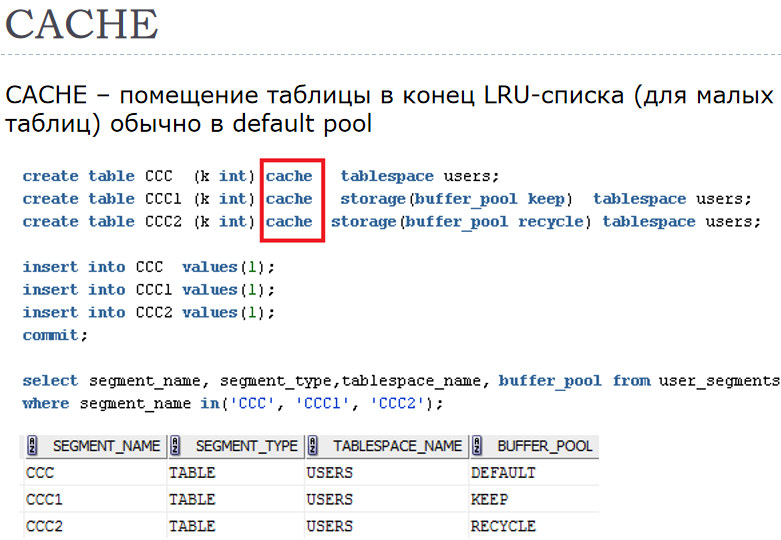 CACHE
CACHE – помещение таблицы в конец LRU-списка (для малых
таблиц) обычно в default pool
create table CCC (k int) cache tablespace users;
create table CCC1 (k int) cache storage(buffer_pool keep) tablespace users;
create table CCC2 (k int) cache storage(buffer_pool recycle) tablespace users;
insert into CCC values(1);
insert into CCC1 values(1);
insert into CCC2 values(1);
commit;
select segment_name, segment_type,tablespace_name, buffer_pool from user_segments
where segment_name in('CCC', 'CCC1', 'CCC2');
AZ SEGMENT_NAME AZ SEGMENT_TYPE AZ TABLESPACE_NAME AZ BUFFER_POOL
CCC TABLE USERS DEFAULT
CCC1 TABLE USERS KEEP
CCC2 TABLE USERS RECYCLE